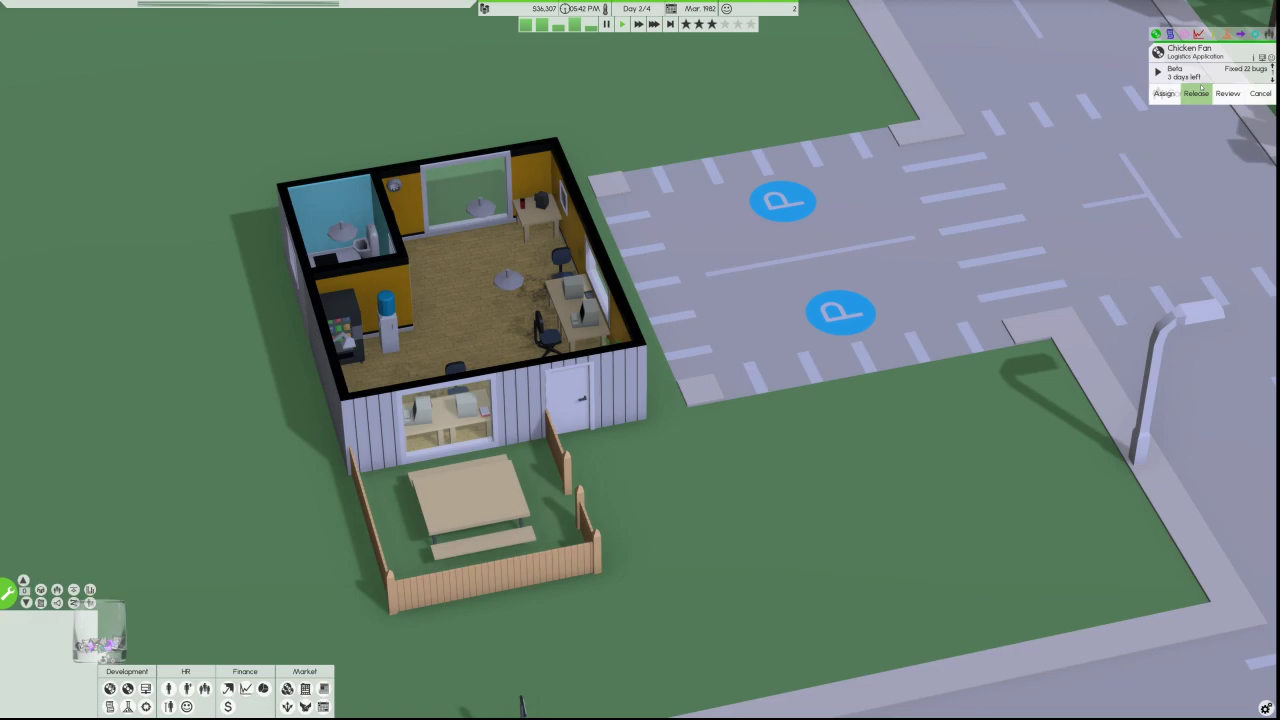 $36,307 05:42 PM Day 2/4 Mar. 1982 2
Chicken Fan
Logistics Application
Beta Fixed 22 bugs
3 days left
Assign Release Review Cancel
P
P
0
Development HR Finance Market
$